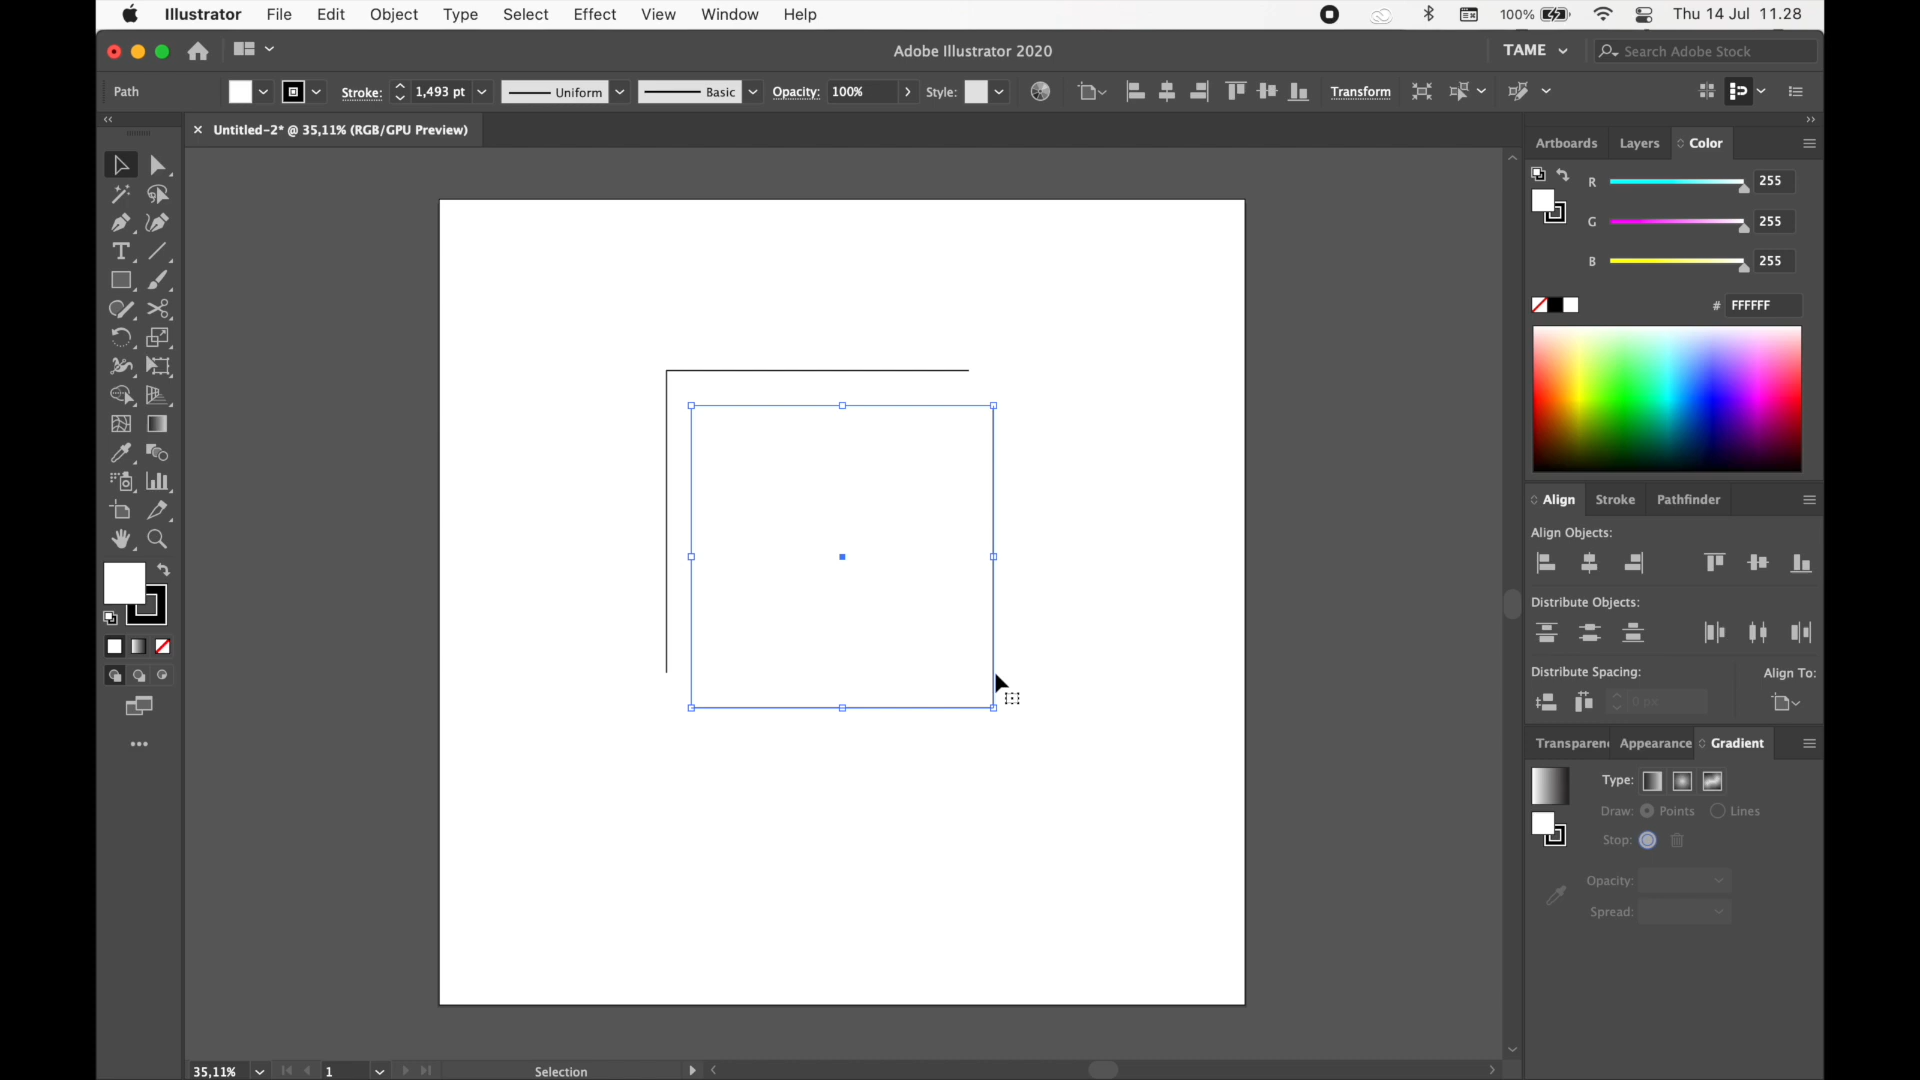 Illustrator File Edit Object Type Select Effect View Window Help 100% Thu 14 Jul 11.28
Adobe Illustrator 2020 TAME Search Adobe Stock
Path Stroke: 1,493 pt Uniform Basic Opacity: 100% Style: Transform
Untitled-2* @ 35,11% (RGB/GPU Preview)
Artboards Layers Color
R 255
G 255
B 255
# FFFFFF
Align Stroke Pathfinder
Align Objects:
Distribute Objects:
Distribute Spacing: Align To:
0 px
Transparen Appearance Gradient
Type:
Draw: Points Lines
Stop:
Opacity:
Spread:
35,11% 1 Selection